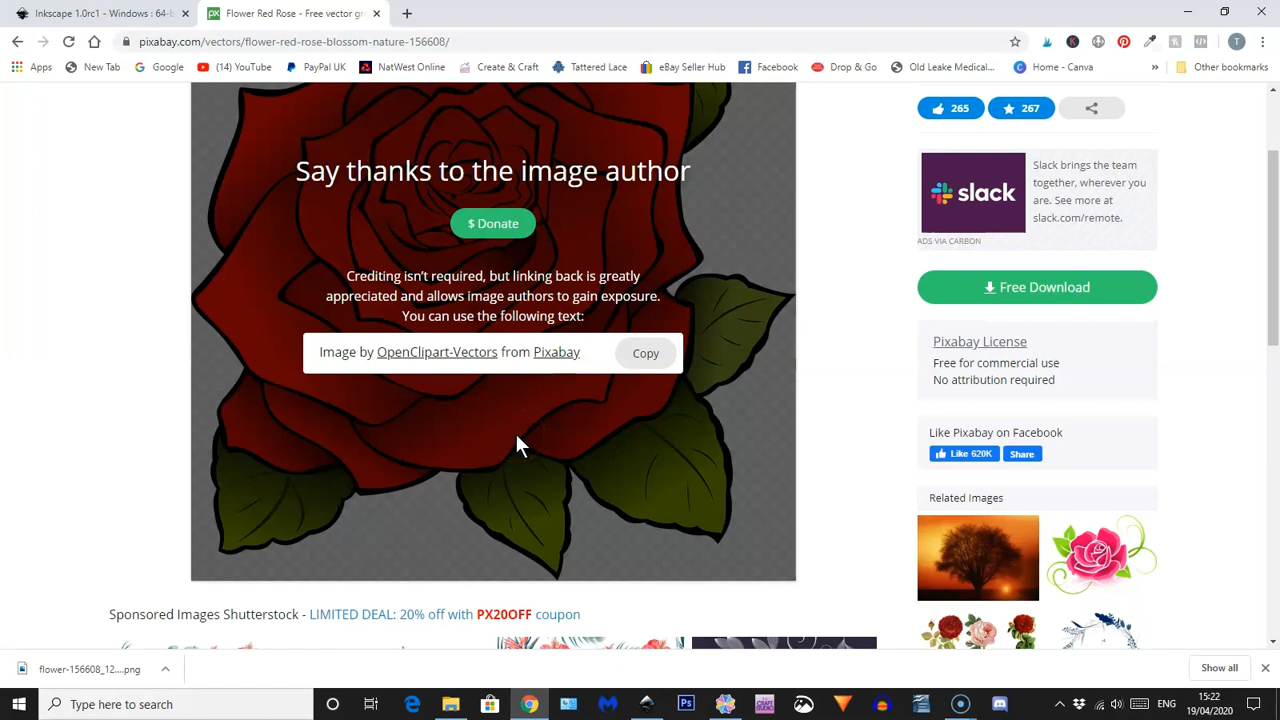 Inkscape 1.0rc1 - Windows : 64-b
Flower Red Rose - Free vector gr
pixabay.com/vectors/flower-red-rose-blossom-nature-156608/
Apps
New Tab
Google
(14) YouTube
PayPal UK
NatWest Online
Create & Craft
Tattered Lace
eBay Seller Hub
Facebook
Drop & Go
Old Leake Medical...
Home - Canva
»
Other bookmarks
265
267
Say thanks to the image author
$ Donate
Crediting isn't required, but linking back is greatly
appreciated and allows image authors to gain exposure.
You can use the following text:
Image by OpenClipart-Vectors from Pixabay
Copy
slack
Slack brings the team
together, wherever you
are. See more at
slack.com/remote.
ADS VIA CARBON
Free Download
Pixabay License
Free for commercial use
No attribution required
Like Pixabay on Facebook
Like 620K
Share
Related Images
Sponsored Images Shutterstock - LIMITED DEAL: 20% off with PX20OFF coupon
flower-156608_12....png
Show all
Type here to search
ENG
15:22
19/04/2020